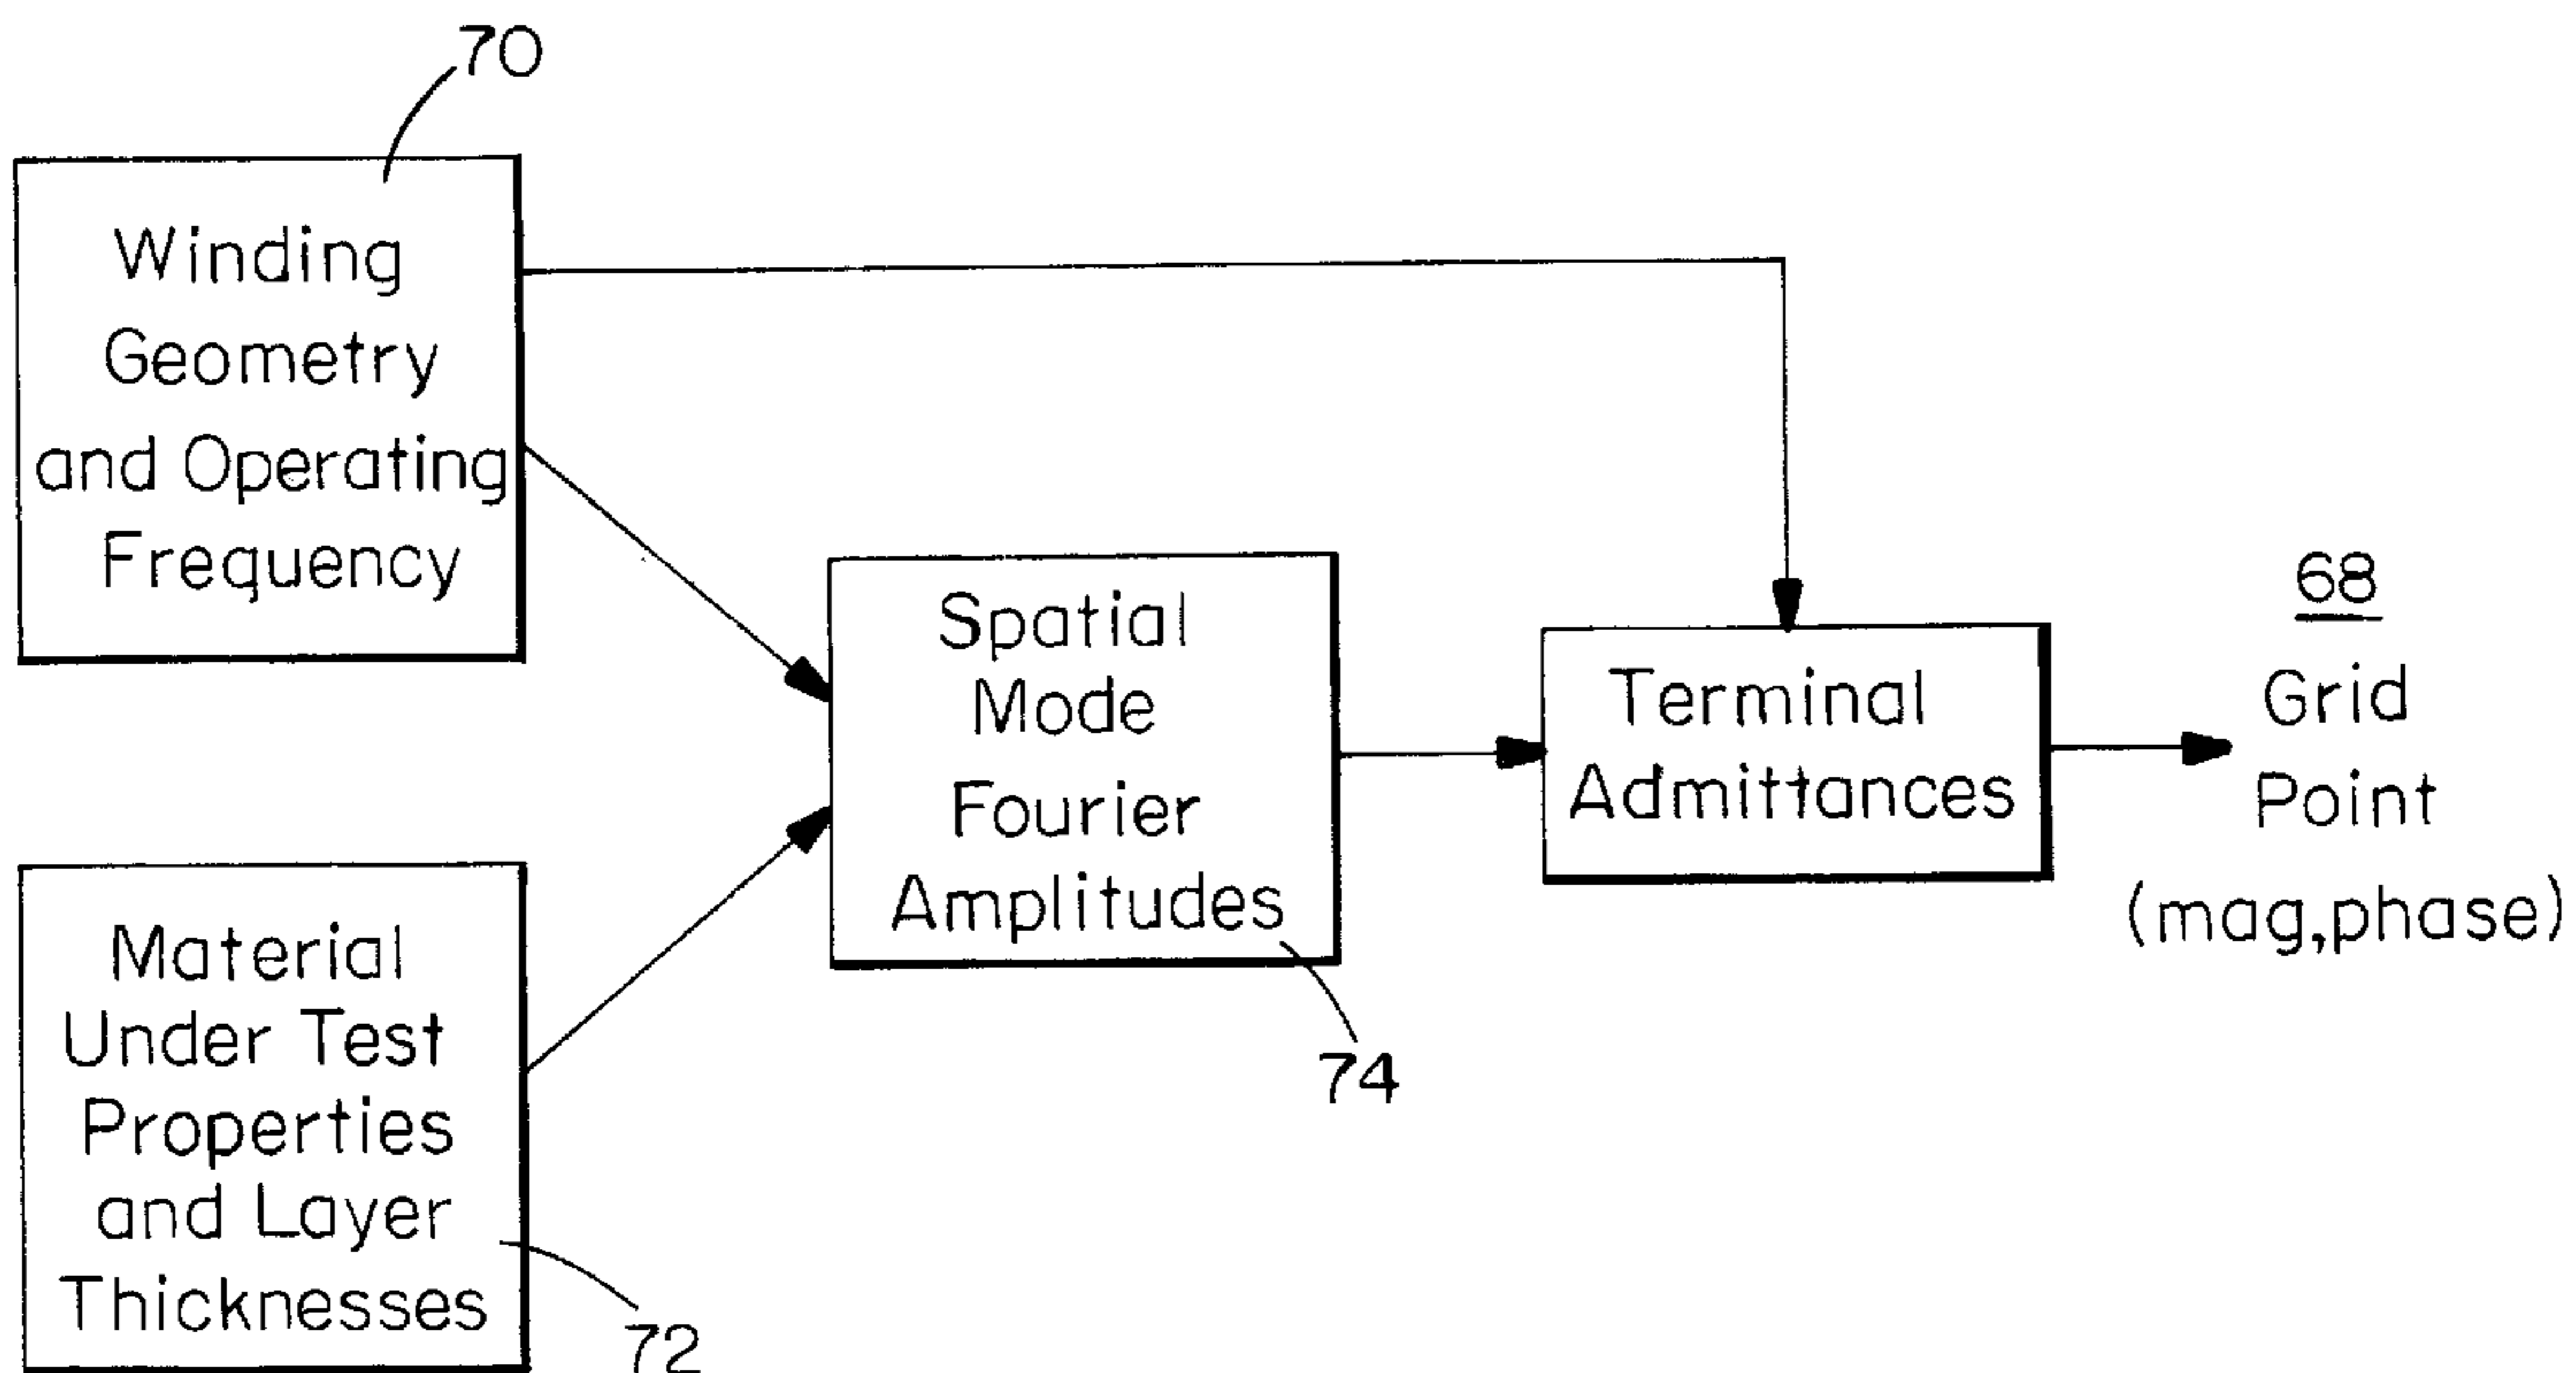 70
Winding
Geometry
and Operating
Frequency
Material
Under Test
Properties
and Layer
Thicknesses
72
Spatial
Mode
Fourier
Amplitudes
74
Terminal
Admittances
68
Grid
Point
(mag,phase)